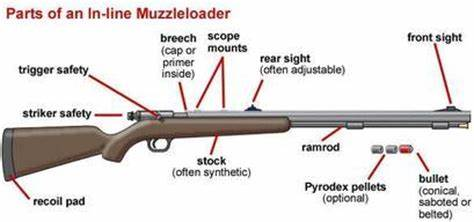 Parts of an In-line Muzzleloader
breech
(cap or
primer
inside)
scope
mounts
front sight
trigger safety
rear sight
(often adjustable)
striker safety
stock
(often synthetic)
ramrod
Pyrodex pellets
(optional)
bullet
(conical,
saboted or
belted)
recoil pad